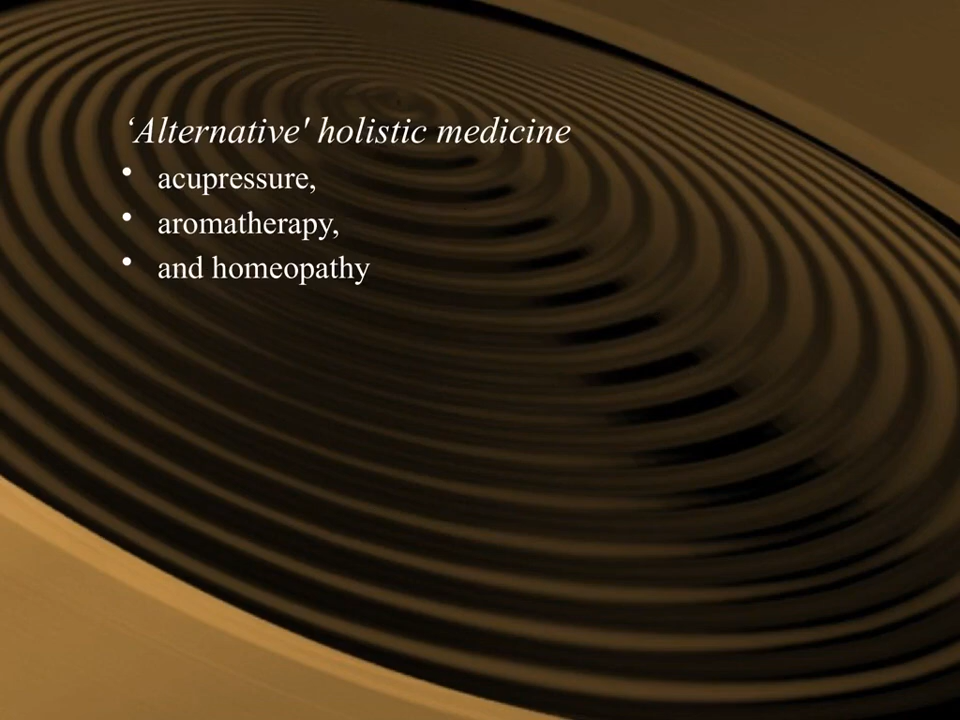 ‘Alternative' holistic medicine
• acupressure,
• aromatherapy,
• and homeopathy